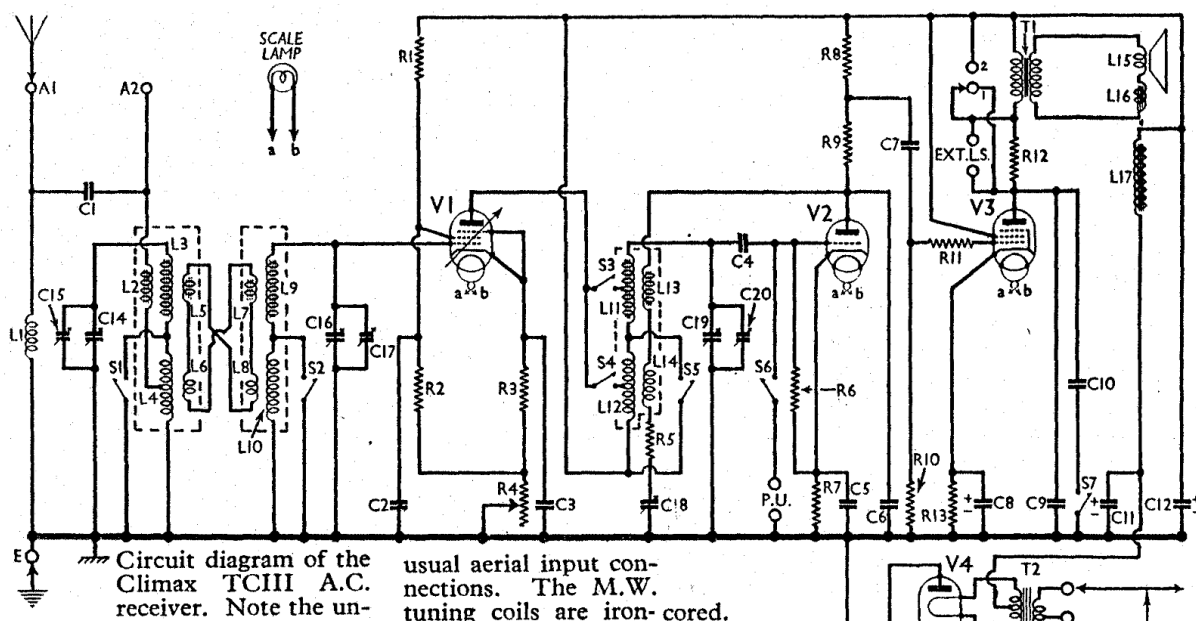 SCALE
LAMP
a b
A1
A2
C1
L1
C15
C14
L2
L3
S1
L4
L5
L6
L7
L8
L9
L10
S2
C16
C17
R1
V1
R2
R3
R4
C2
C3
S3
S4
L11
L12
L13
L14
S5
R5
C18
C19
C4
C20
S6
P.U.
R6
R7
C5
C6
R8
R9
V2
a b
C7
R10
R11
2
1
EXT.L.S.
T1
R12
V3
a b
R13
C8
C9
C10
S7
C11
C12
L15
L16
L17
V4
T2
E
Circuit diagram of the
Climax TCIII A.C.
receiver. Note the un-
usual aerial input con-
nections. The M.W.
tuning coils are iron-cored.